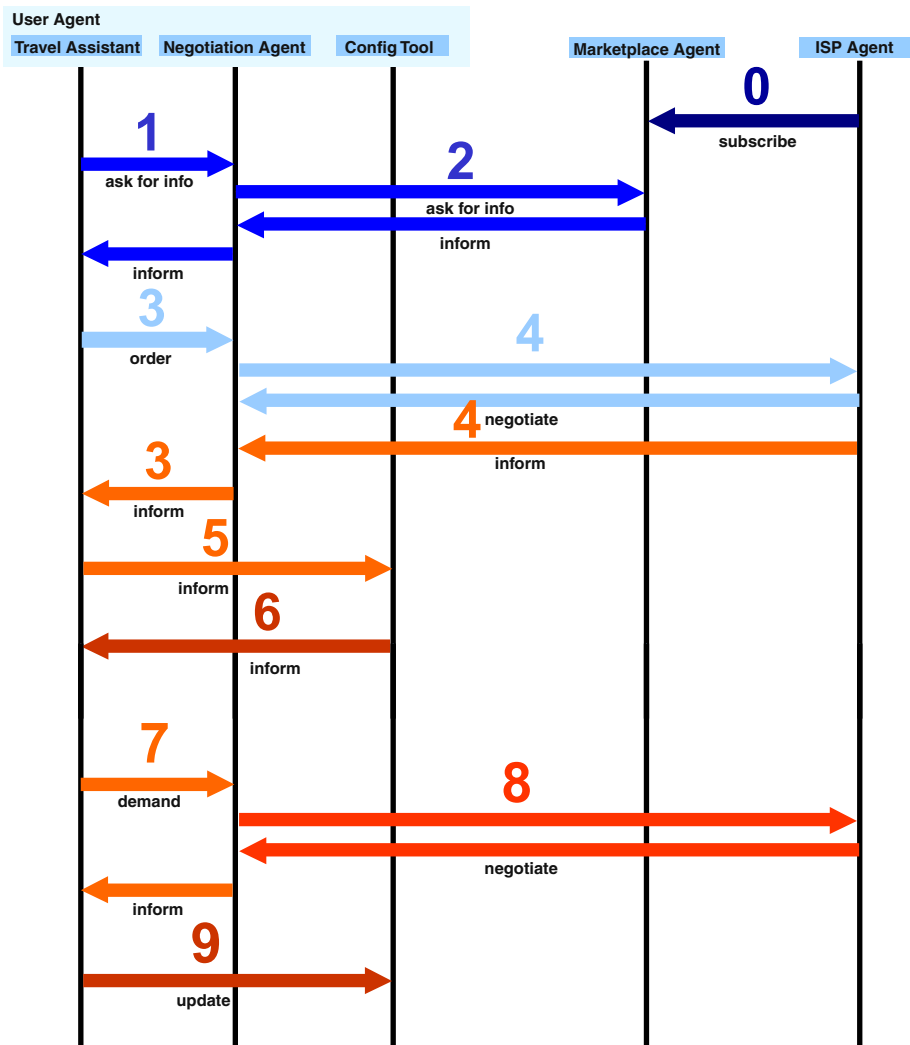 User Agent
Travel Assistant Negotiation Agent Config Tool Marketplace Agent ISP Agent
0
subscribe
1
ask for info
2
ask for info
inform
inform
3
order
4
negotiate
4
inform
3
inform
5
inform
6
inform
7
demand
8
negotiate
inform
9
update